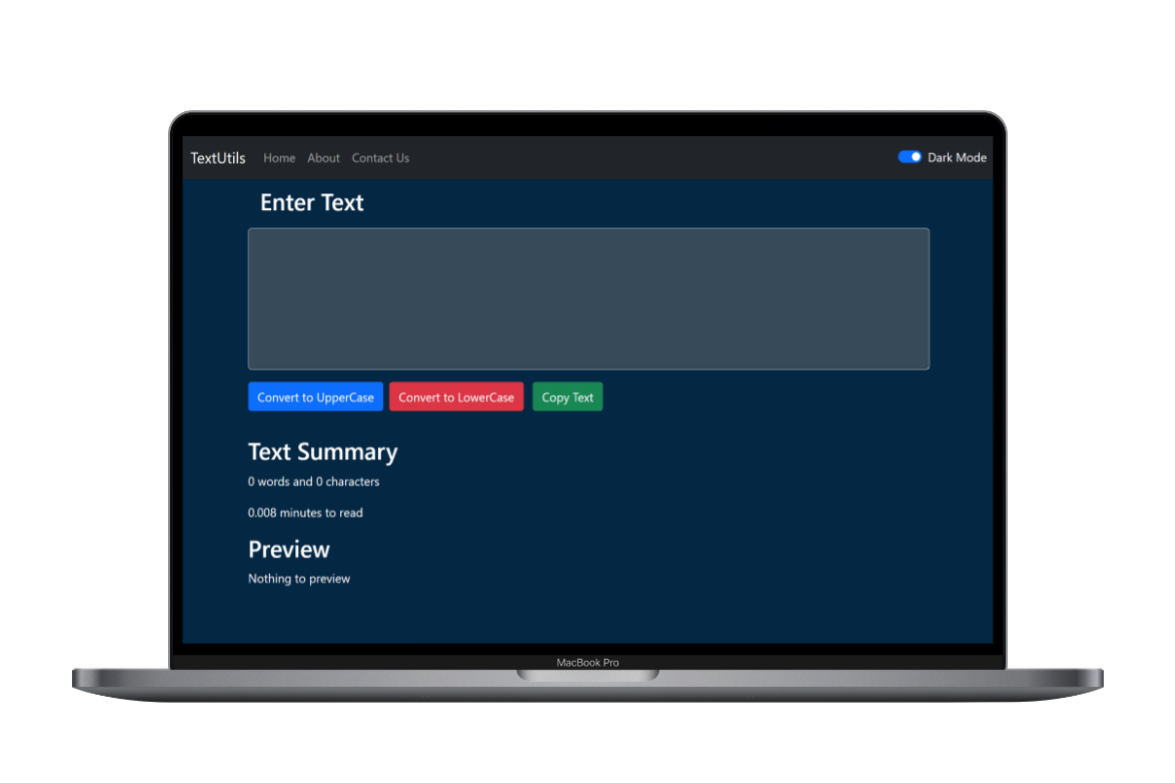 TextUtils Home About Contact Us Dark Mode
Enter Text
Convert to UpperCase Convert to LowerCase Copy Text
Text Summary
0 words and 0 characters
0.008 minutes to read
Preview
Nothing to preview
MacBook Pro